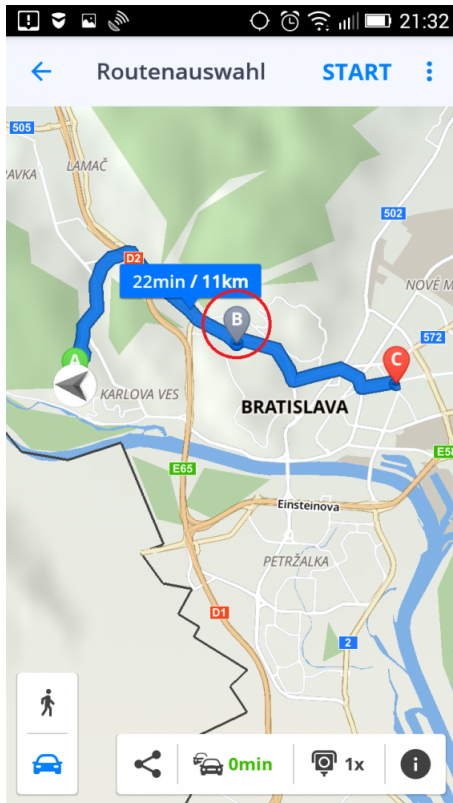 21:32
Routenauswahl START
505
LAMAČ
AVKA
502
D2
22min / 11km
NOVÉ M
B
572
A
C
KARLOVA VES
BRATISLAVA
E58
E65
Einsteinova
PETRŽALKA
D1
2
0min 1x